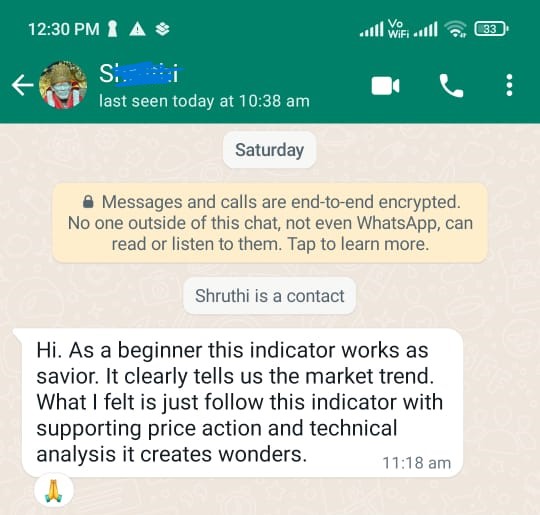 12:30 PM
Vo
WiFi
33
last seen today at 10:38 am
Saturday
Messages and calls are end-to-end encrypted.
No one outside of this chat, not even WhatsApp, can
read or listen to them. Tap to learn more.
Shruthi is a contact
Hi. As a beginner this indicator works as
savior. It clearly tells us the market trend.
What I felt is just follow this indicator with
supporting price action and technical
analysis it creates wonders.
11:18 am